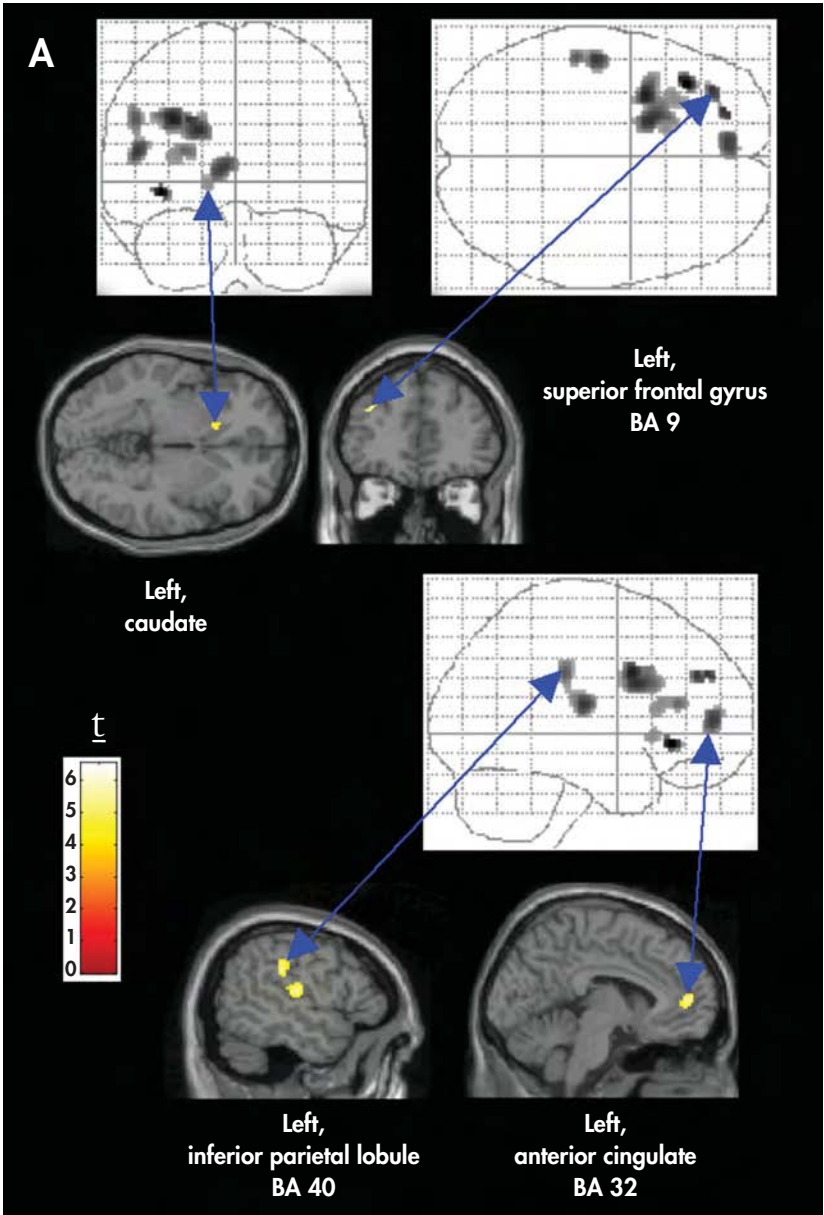 A
Left,
superior frontal gyrus
BA 9
Left,
caudate
t
6
5
4
3
2
1
0
Left,
inferior parietal lobule
BA 40
Left,
anterior cingulate
BA 32